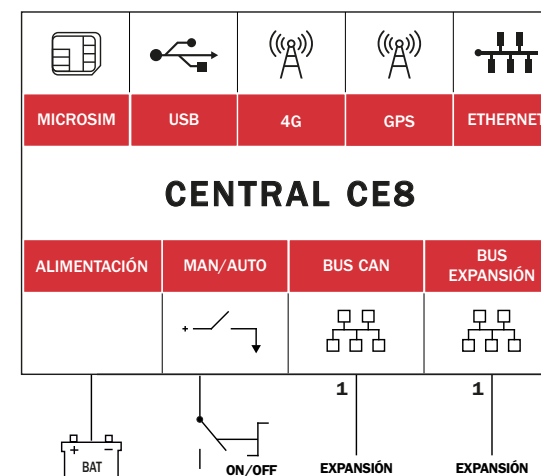 MICROSIM USB 4G GPS ETHERNET
CENTRAL CE8
ALIMENTACIÓN MAN/AUTO BUS CAN BUS EXPANSIÓN
+
1 1
+ −
BAT ON/OFF EXPANSIÓN EXPANSIÓN